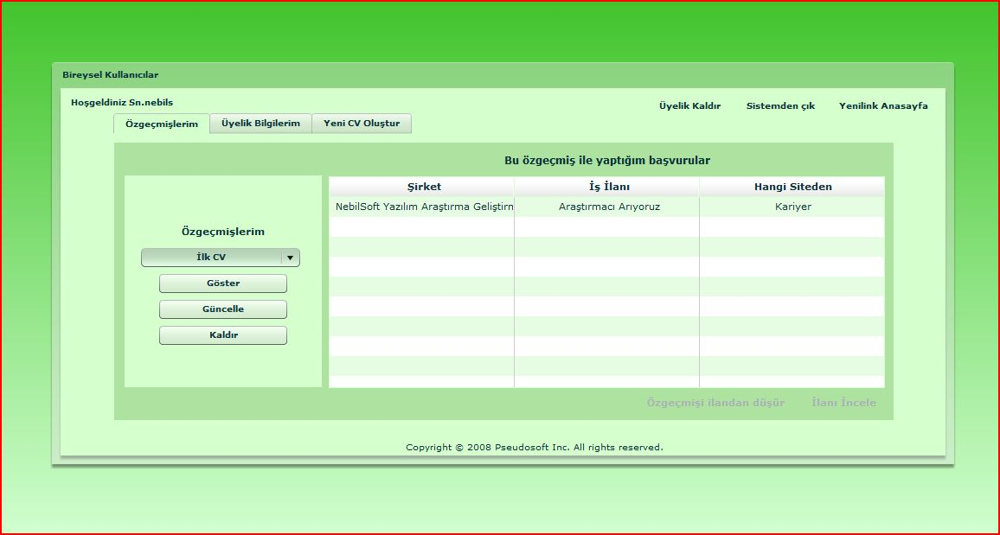 Bireysel Kullanıcılar
Hoşgeldiniz Sn.nebils
Üyelik Kaldır Sistemden çık Yenilink Anasayfa
Özgeçmişlerim Üyelik Bilgilerim Yeni CV Oluştur
Bu özgeçmiş ile yaptığım başvurular
Şirket İş İlanı Hangi Siteden
NebilSoft Yazılım Araştırma Geliştirn Araştırmacı Arıyoruz Kariyer
Özgeçmişlerim
İlk CV
Göster
Güncelle
Kaldır
Özgeçmişi ilandan düşür İlanı İncele
Copyright © 2008 Pseudosoft Inc. All rights reserved.